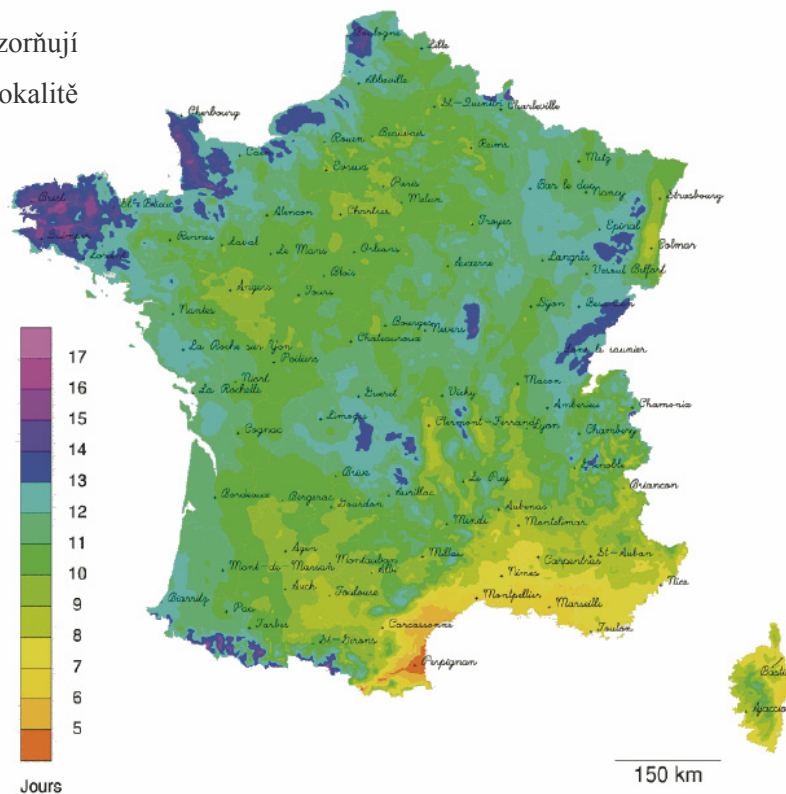 zorňují
okalitě
Boulogne
Lille
Abbeville
St-Quentin
Charleville
Cherbourg
Caen
Rouen
Beauvais
Reims
Metz
Evreux
Paris
Bar le duc
Nancy
Strasbourg
Brest
St-Brieuc
Alencon
Chartres
Melun
Troyes
Epinal
Quimper
Rennes
Laval
Le Mans
Orleans
Auxerre
Langres
Colmar
Lorient
Vesoul Belfort
Blois
Angers
Tours
Nantes
Bourges
Nevers
Dijon
Besancon
La Roche sur Yon
Chateauroux
Lons le saunier
Poitiers
Niort
La Rochelle
Gueret
Vichy
Macon
Amberieu
Chamonix
Limoges
Cognac
Clermont-Ferrand
Lyon
Chambery
Grenoble
Brive
Le Puy
Briancon
Bordeaux
Bergerac
Gourdon
Aurillac
Aubenas
Mende
Montelimar
Agen
Montauban
Millau
Carpentras
St-Auban
Mont-de-Marsan
Albi
Nimes
Nice
Auch
Toulouse
Montpellier
Marseille
Biarritz
Pau
Tarbes
Carcassonne
Toulon
St-Girons
Perpignan
Ajaccio
17
16
15
14
13
12
11
10
9
8
7
6
5
Jours
150 km